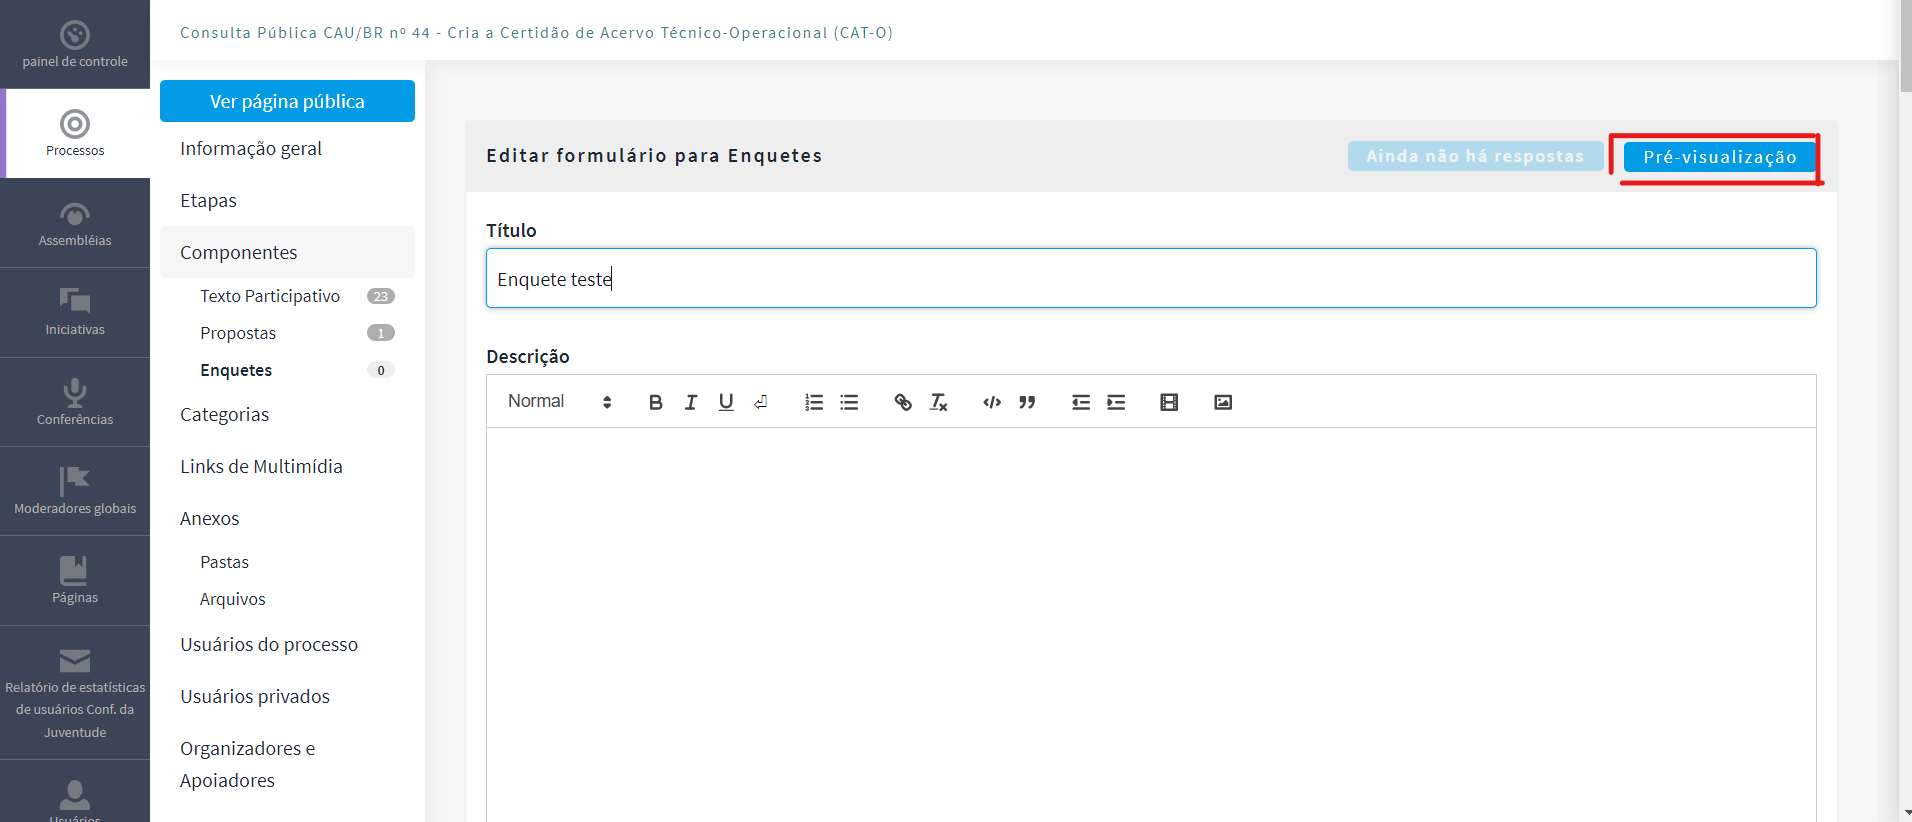 Consulta Pública CAU/BR nº 44 - Cria a Certidão de Acervo Técnico-Operacional (CAT-O)
painel de controle
Processos
Assembléias
Iniciativas
Conferências
Moderadores globais
Páginas
Relatório de estatísticas
de usuários Conf. da
Juventude
Usuários
Ver página pública
Informação geral
Etapas
Componentes
Texto Participativo 23
Propostas 1
Enquetes 0
Categorias
Links de Multimídia
Anexos
Pastas
Arquivos
Usuários do processo
Usuários privados
Organizadores e
Apoiadores
Editar formulário para Enquetes
Ainda não há respostas
Pré-visualização
Título
Enquete teste
Descrição
Normal